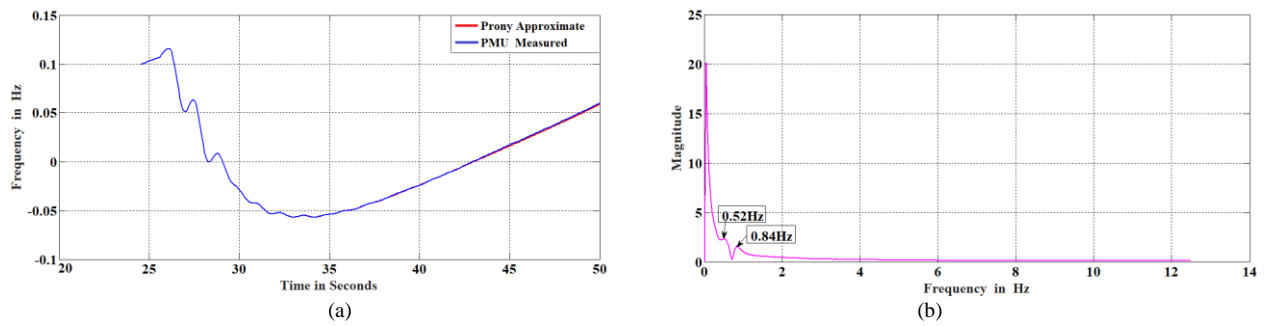 0.15
0.1
0.05
0
-0.05
-0.1
Frequency in Hz
20 25 30 35 40 45 50
Time in Seconds
Prony Approximate
PMU Measured
(a)
25
20
15
10
5
0
Magnitude
0.52Hz
0.84Hz
0 2 4 6 8 10 12 14
Frequency in Hz
(b)